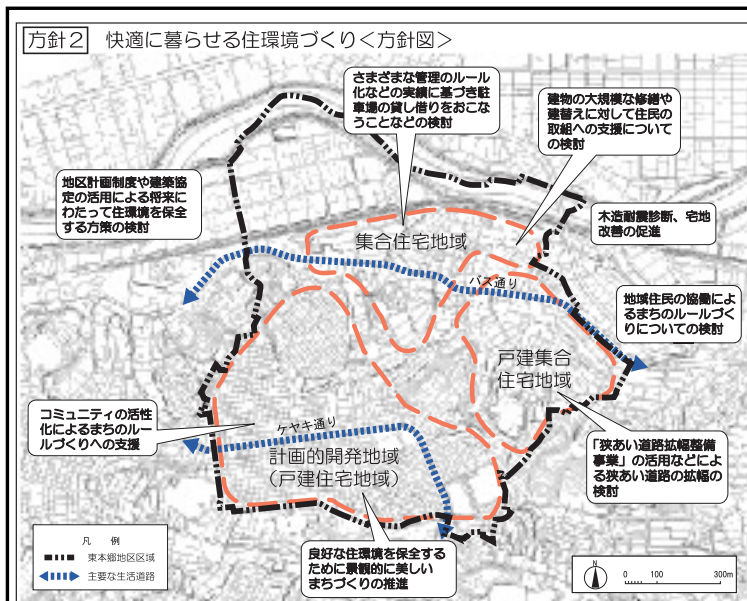 方針2 快適に暮らせる住環境づくり<方針図>
さまざまな管理のルール
化などの実績に基づき駐
車場の貸し借りをおこな
うことなどの検討
建物の大規模な修繕や
建替えに対して住民の
取組への支援について
の検討
地区計画制度や建築協
定の活用による将来に
わたって住環境を保全
する方策の検討
木造耐震診断、宅地
改善の促進
集合住宅地域
バス通り
地域住民の協働によ
るまちのルールづく
りについての検討
戸建集合
住宅地域
コミュニティの活性
化によるまちのルー
ルづくりへの支援
ケヤキ通り
計画的開発地域
(戸建住宅地域)
「狭あい道路拡幅整備
事業」の活用などによ
る狭あい道路の拡幅の
検討
良好な住環境を保全する
ために景観的に美しい
まちづくりの推進
凡 例
東本郷地区区域
主要な生活道路
N
0 100 300m